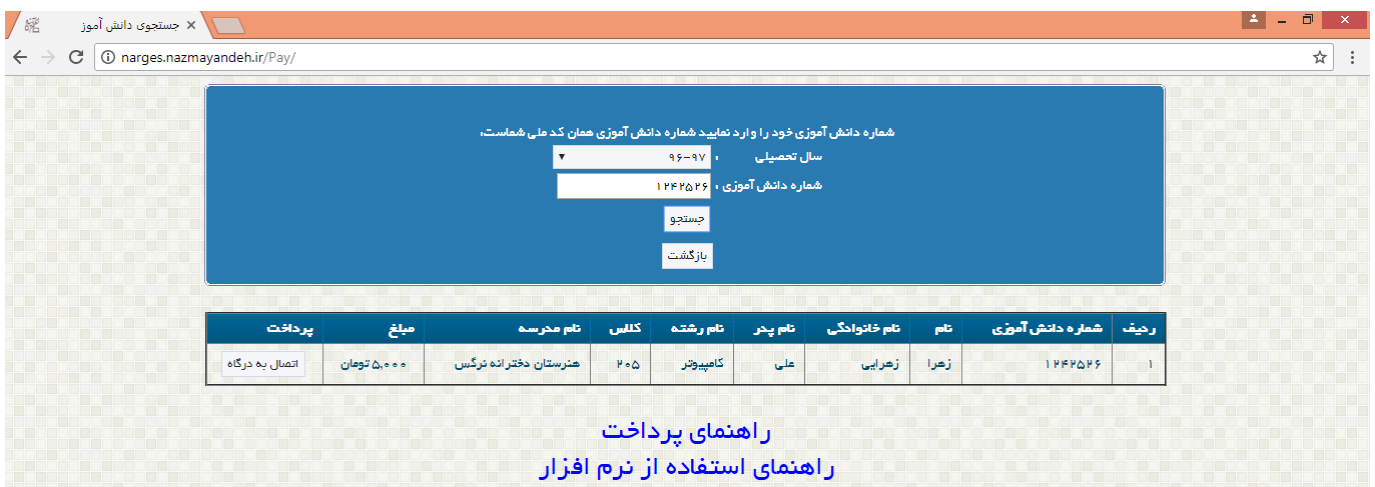 جستجوی دانش آموز
narges.nazmayandeh.ir/Pay/
شماره دانش آموزی خود را وارد نمایید شماره دانش آموزی همان کد ملی شماست:
سال تحصیلی : ۹۶-۹۷
شماره دانش آموزی : ۱۲۴۲۵۲۶
جستجو
بازگشت
ردیف شماره دانش آموزی نام نام خانوادگی نام پدر نام رشته کلاس نام مدرسه مبلغ پرداخت
۱ ۱۲۴۲۵۲۶ زهرا زهرایی علی کامپیوتر ۲۰۵ هنرستان دخترانه نرگس ۵,۰۰۰ تومان اتصال به درگاه
راهنمای پرداخت
راهنمای استفاده از نرم افزار